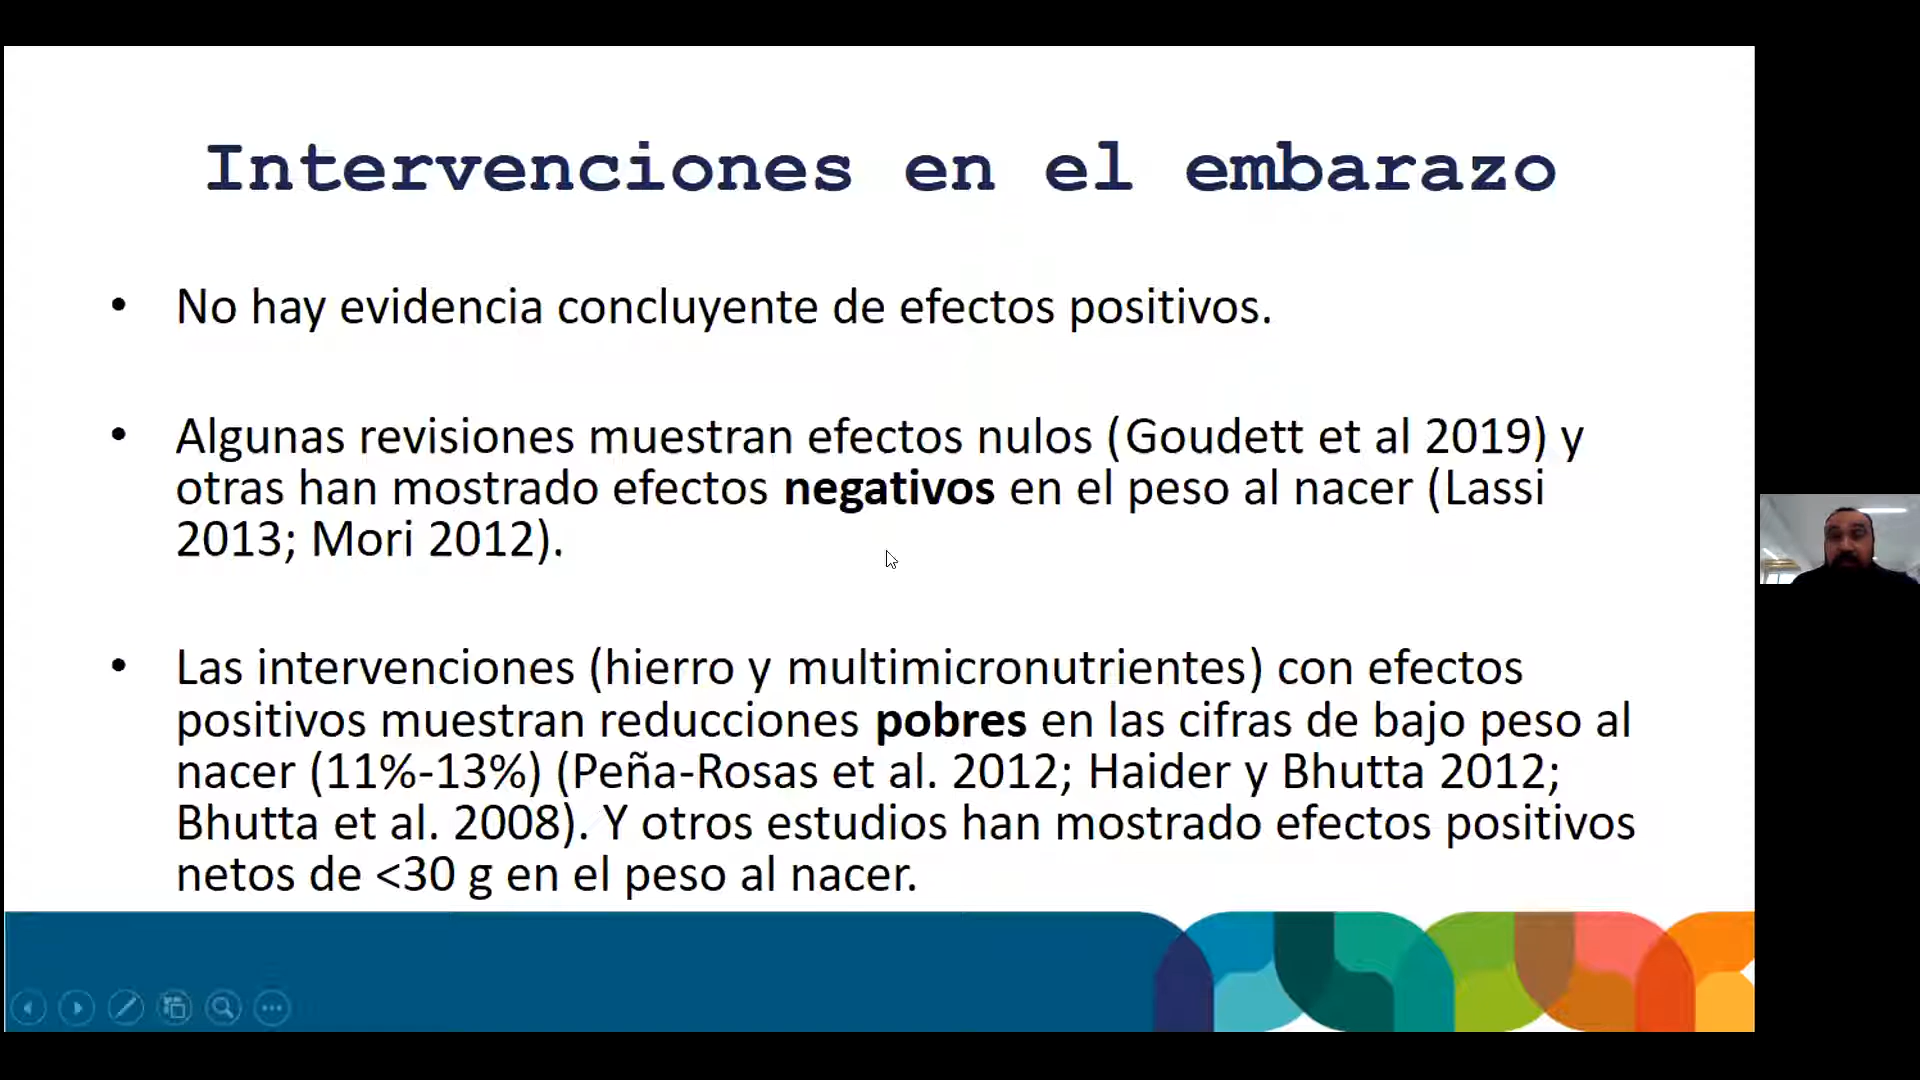 Intervenciones en el embarazo
• No hay evidencia concluyente de efectos positivos.
• Algunas revisiones muestran efectos nulos (Goudett et al 2019) y
otras han mostrado efectos negativos en el peso al nacer (Lassi
2013; Mori 2012).
• Las intervenciones (hierro y multimicronutrientes) con efectos
positivos muestran reducciones pobres en las cifras de bajo peso al
nacer (11%-13%) (Peña-Rosas et al. 2012; Haider y Bhutta 2012;
Bhutta et al. 2008). Y otros estudios han mostrado efectos positivos
netos de <30 g en el peso al nacer.